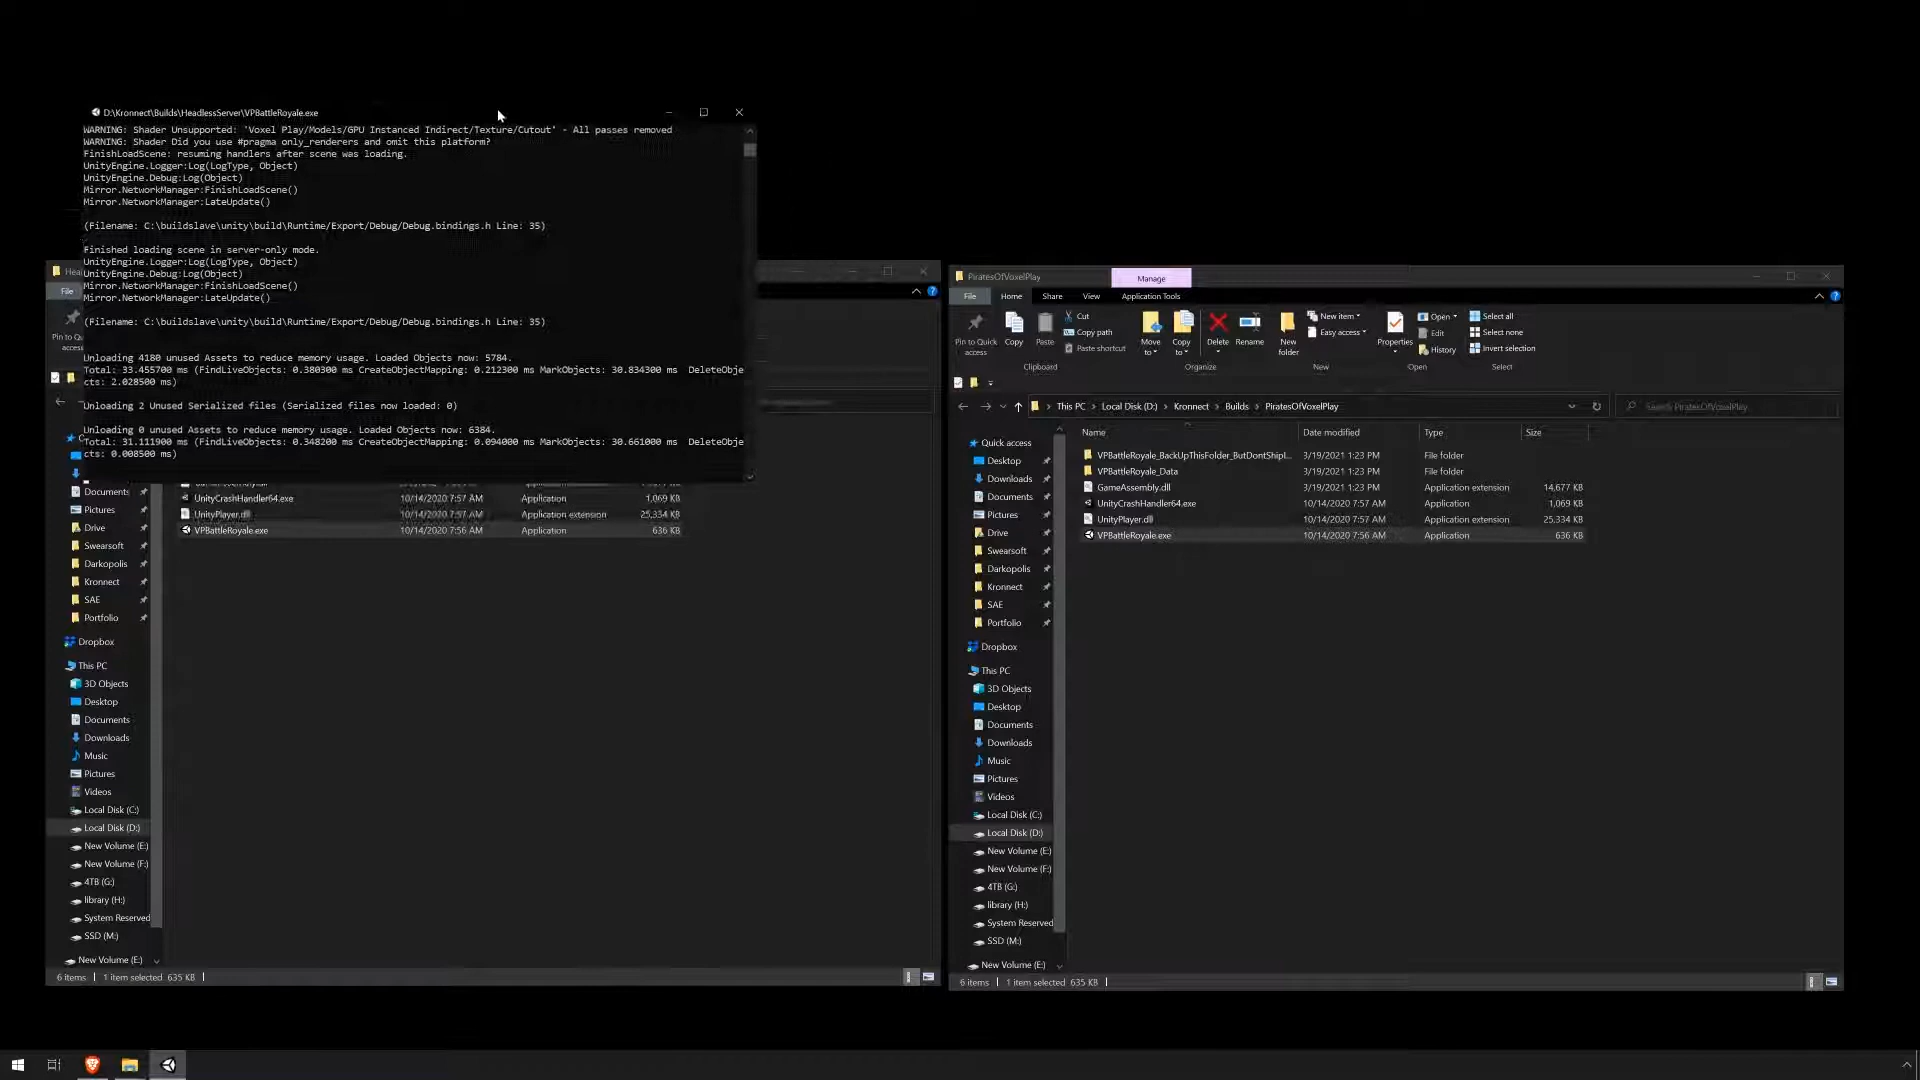 D:\Kronnect\Builds\HeadlessServer\VPBattleRoyale.exe
WARNING: Shader Unsupported: 'Voxel Play/Models/GPU Instanced Indirect/Texture/Cutout' - All passes removed
WARNING: Shader Did you use #pragma only_renderers and omit this platform?
FinishLoadScene: resuming handlers after scene was loading.
UnityEngine.Logger:Log(LogType, Object)
UnityEngine.Debug:Log(Object)
Mirror.NetworkManager:FinishLoadScene()
Mirror.NetworkManager:LateUpdate()
(Filename: C:\buildslave\unity\build\Runtime/Export/Debug/Debug.bindings.h Line: 35)
Finished loading scene in server-only mode.
UnityEngine.Logger:Log(LogType, Object)
UnityEngine.Debug:Log(Object)
Mirror.NetworkManager:FinishLoadScene()
Mirror.NetworkManager:LateUpdate()
(Filename: C:\buildslave\unity\build\Runtime/Export/Debug/Debug.bindings.h Line: 35)
Unloading 4180 unused Assets to reduce memory usage. Loaded Objects now: 5784.
Total: 33.455700 ms (FindLiveObjects: 0.380300 ms CreateObjectMapping: 0.212300 ms MarkObjects: 30.834300 ms  DeleteObje
cts: 2.028500 ms)
Unloading 2 Unused Serialized files (Serialized files now loaded: 0)
Unloading 0 unused Assets to reduce memory usage. Loaded Objects now: 6384.
Total: 31.111900 ms (FindLiveObjects: 0.348200 ms CreateObjectMapping: 0.094000 ms MarkObjects: 30.661000 ms  DeleteObje
cts: 0.008500 ms)
Hea
File
Pin to Qu
access
UnityCrashHandler64.exe 10/14/2020 7:57 AM Application 1,069 KB
UnityPlayer.dll 10/14/2020 7:57 AM Application extension 25,334 KB
VPBattleRoyale.exe 10/14/2020 7:56 AM Application 636 KB
Documents
Pictures
Drive
Swearsoft
Darkopolis
Kronnect
SAE
Portfolio
Dropbox
This PC
3D Objects
Desktop
Documents
Downloads
Music
Pictures
Videos
Local Disk (C:)
Local Disk (D:)
New Volume (E:)
New Volume (F:)
4TB (G:)
library (H:)
System Reserved
SSD (M:)
New Volume (E:)
6 items 1 item selected 635 KB
PiratesOfVoxelPlay Manage
File Home Share View Application Tools
Pin to Quick access
Copy
Paste
Cut
Copy path
Paste shortcut
Clipboard
Move to
Copy to
Delete
Rename
Organize
New folder
New item
Easy access
New
Properties
Open
Edit
History
Open
Select all
Select none
Invert selection
Select
This PC > Local Disk (D:) > Kronnect > Builds > PiratesOfVoxelPlay
Search PiratesOfVoxelPlay
Name Date modified Type Size
VPBattleRoyale_BackUpThisFolder_ButDontShipI... 3/19/2021 1:23 PM File folder
VPBattleRoyale_Data 3/19/2021 1:23 PM File folder
GameAssembly.dll 3/19/2021 1:23 PM Application extension 14,677 KB
UnityCrashHandler64.exe 10/14/2020 7:57 AM Application 1,069 KB
UnityPlayer.dll 10/14/2020 7:57 AM Application extension 25,334 KB
VPBattleRoyale.exe 10/14/2020 7:56 AM Application 636 KB
Quick access
Desktop
Downloads
Documents
Pictures
Drive
Swearsoft
Darkopolis
Kronnect
SAE
Portfolio
Dropbox
This PC
3D Objects
Desktop
Documents
Downloads
Music
Pictures
Videos
Local Disk (C:)
Local Disk (D:)
New Volume (E:)
New Volume (F:)
4TB (G:)
library (H:)
System Reserved
SSD (M:)
New Volume (E:)
6 items 1 item selected 635 KB